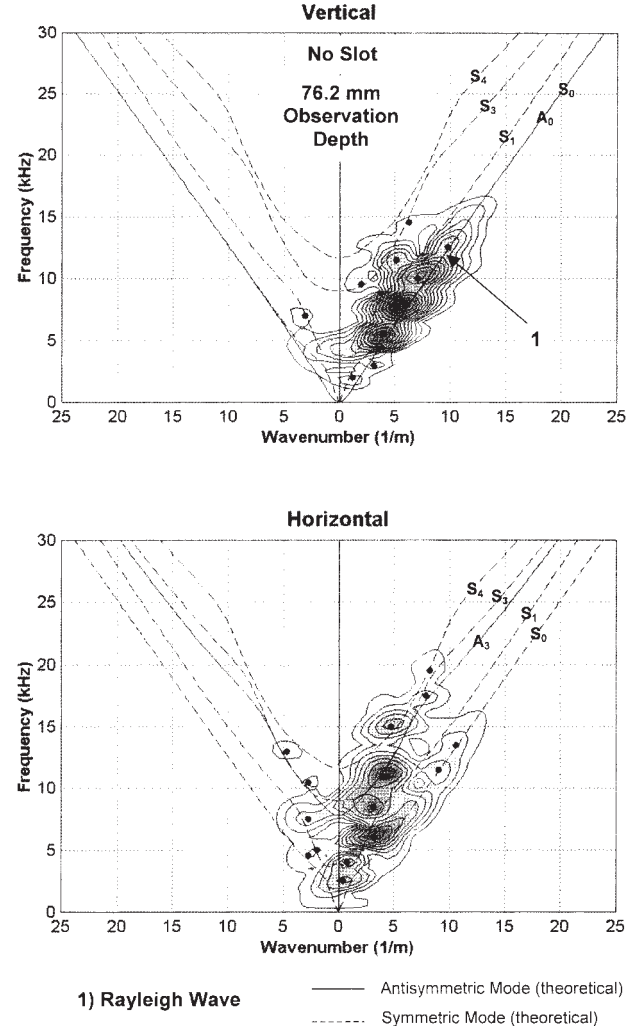 Vertical
30
25
20
15
10
5
0
Frequency (kHz)
No Slot
76.2 mm
Observation
Depth
S4
S3
S0
A0
S1
1
25 20 15 10 5 0 5 10 15 20 25
Wavenumber (1/m)
Horizontal
30
25
20
15
10
5
0
Frequency (kHz)
S4
S3
S1
S0
A3
25 20 15 10 5 0 5 10 15 20 25
Wavenumber (1/m)
1) Rayleigh Wave
Antisymmetric Mode (theoretical)
Symmetric Mode (theoretical)